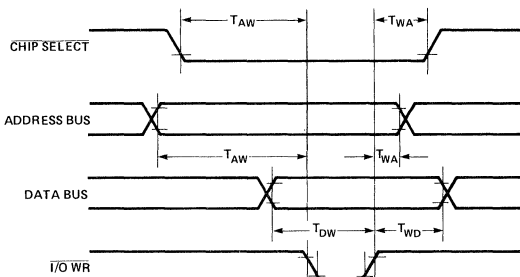 T_AW T_WA
CHIP SELECT
ADDRESS BUS
T_AW T_WA
DATA BUS
T_DW T_WD
I/O WR